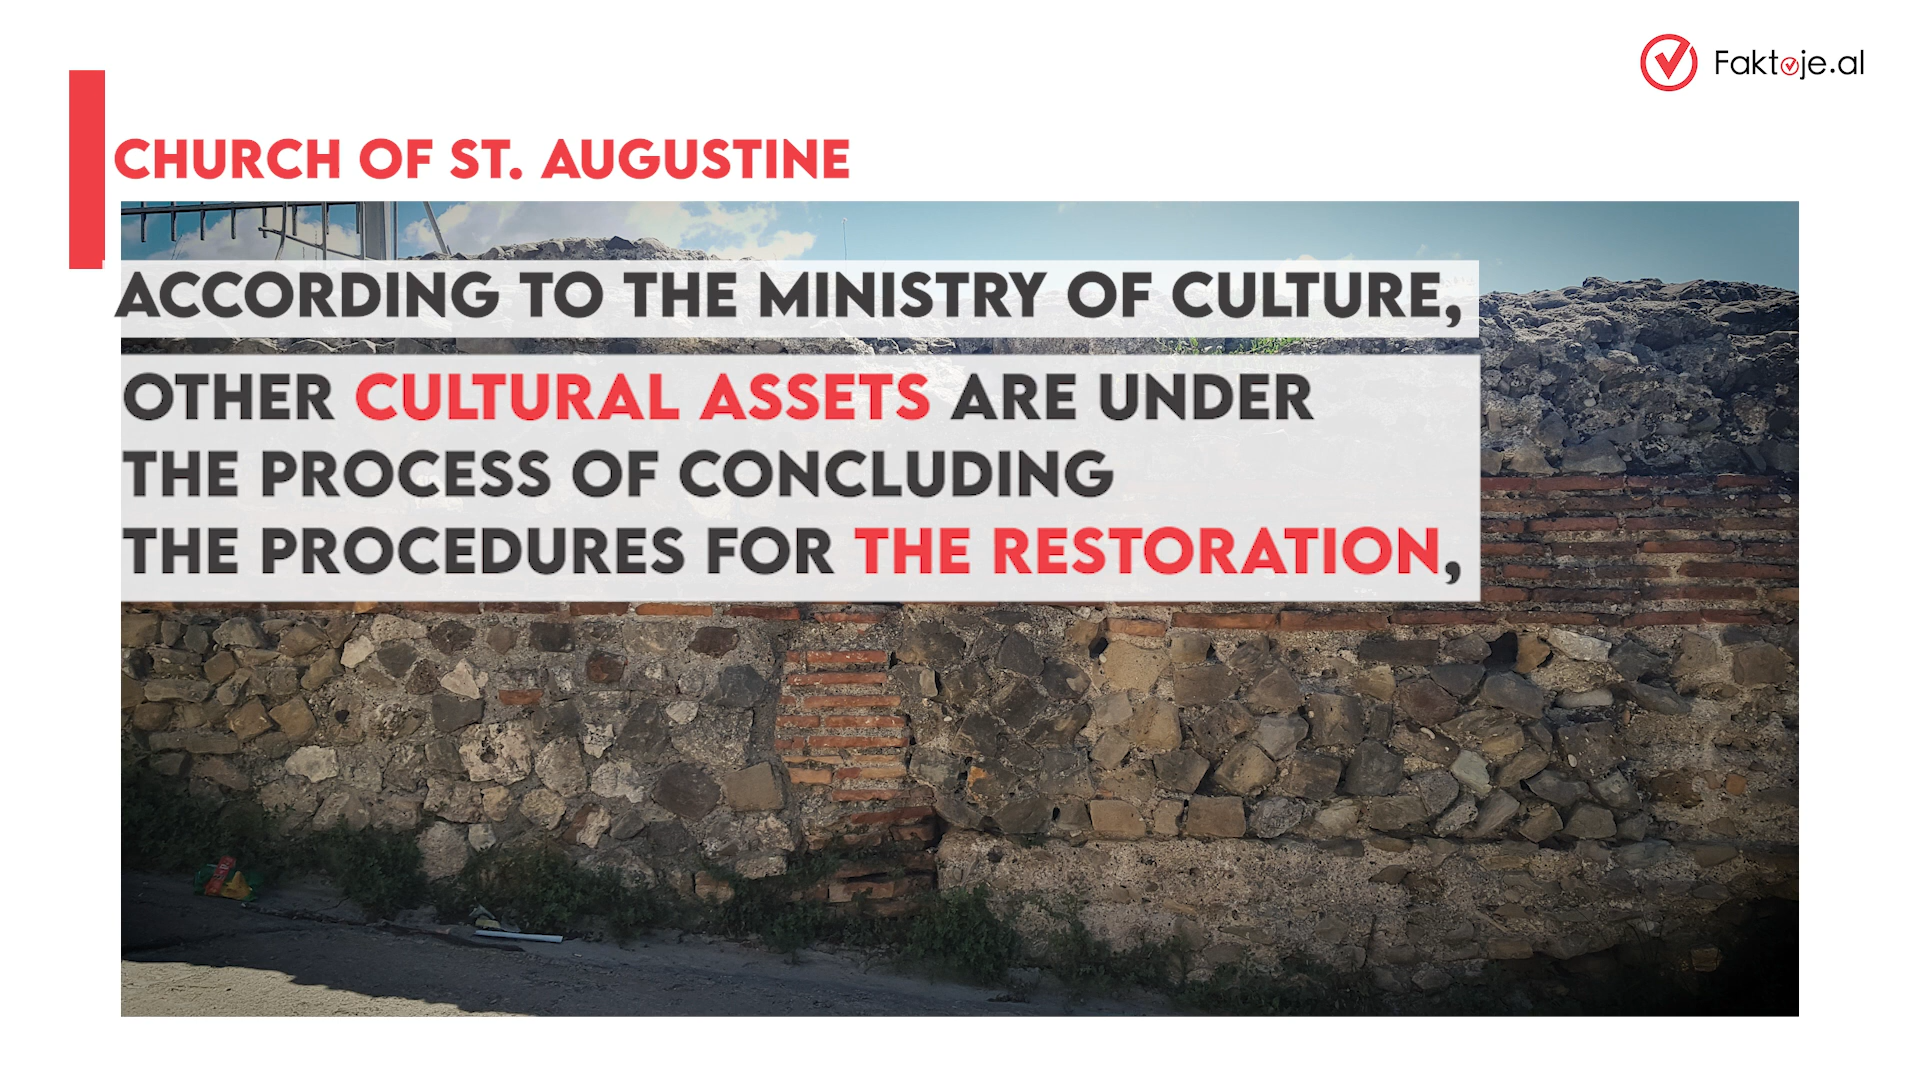 Faktoje.al
CHURCH OF ST. AUGUSTINE
ACCORDING TO THE MINISTRY OF CULTURE,
OTHER CULTURAL ASSETS ARE UNDER
THE PROCESS OF CONCLUDING
THE PROCEDURES FOR THE RESTORATION,